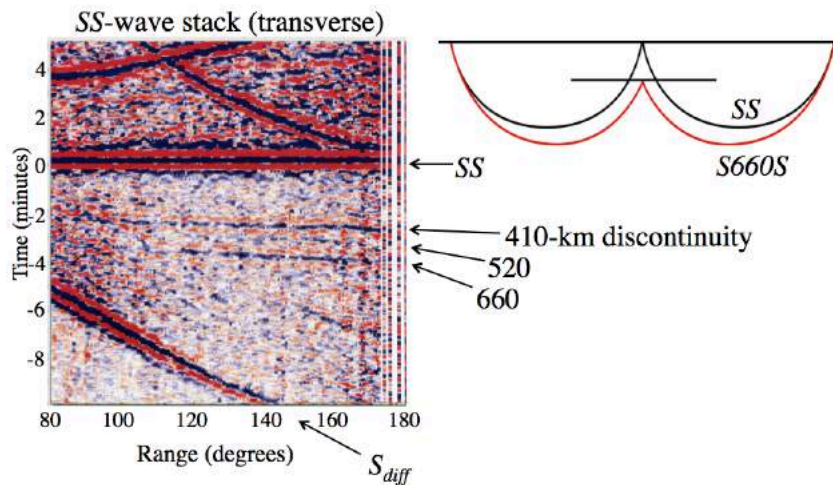 SS-wave stack (transverse)
4
2
0
-2
-4
-6
-8
Time (minutes)
80 100 120 140 160 180
Range (degrees)
Sdiff
SS
410-km discontinuity
520
660
SS
S660S